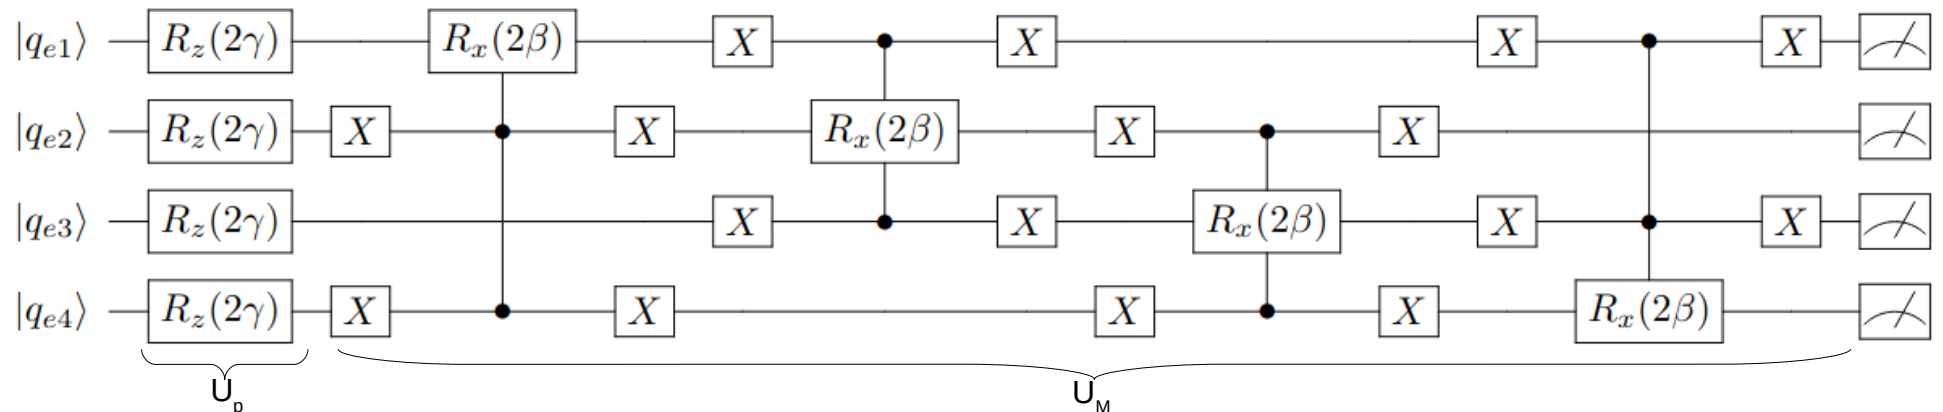 |q_{e1}⟩ R_z(2γ) R_x(2β) X X X X
|q_{e2}⟩ R_z(2γ) X X R_x(2β) X X
|q_{e3}⟩ R_z(2γ) X X R_x(2β) X X
|q_{e4}⟩ R_z(2γ) X X X X R_x(2β)
U_p U_M